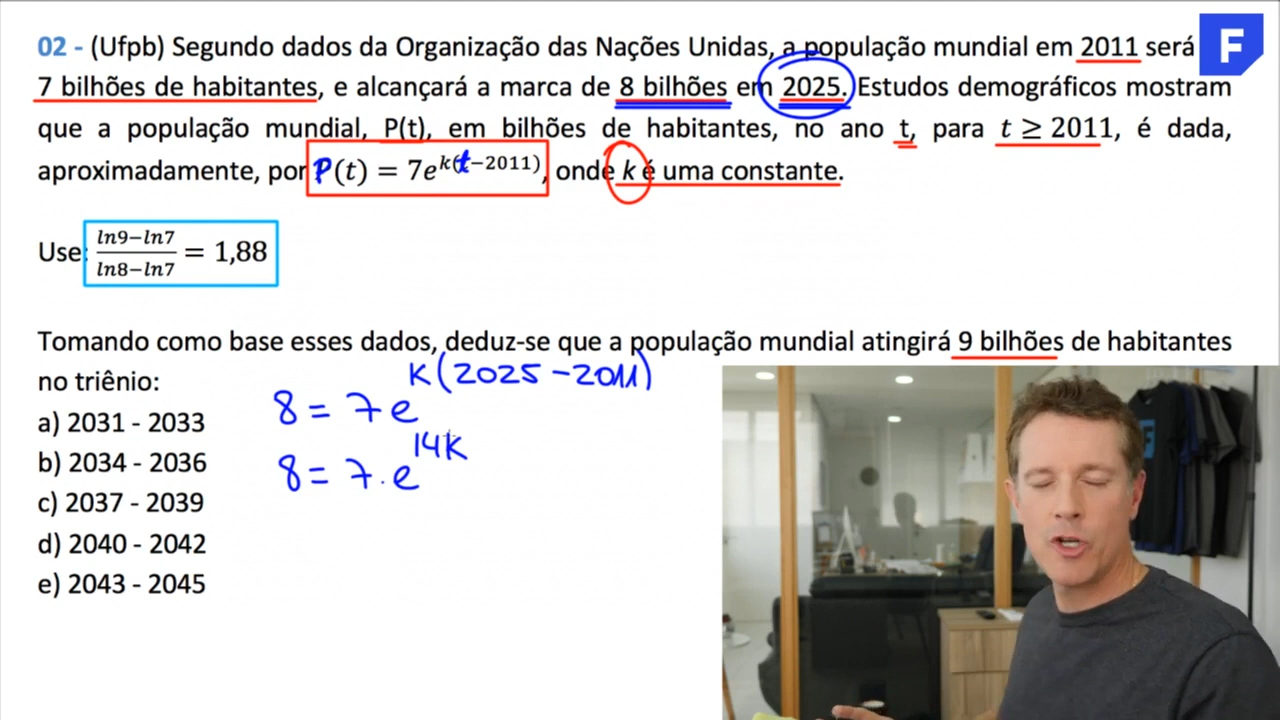 02 - (Ufpb) Segundo dados da Organização das Nações Unidas, a população mundial em 2011 será
F
7 bilhões de habitantes, e alcançará a marca de 8 bilhões em 2025. Estudos demográficos mostram
que a população mundial, P(t), em bilhões de habitantes, no ano t, para t ≥ 2011, é dada,
aproximadamente, por P(t) = 7e^{k(t−2011)}, onde k é uma constante.
Use: \frac{ln9−ln7}{ln8−ln7} = 1,88
Tomando como base esses dados, deduz-se que a população mundial atingirá 9 bilhões de habitantes
no triênio:
a) 2031 - 2033
b) 2034 - 2036
c) 2037 - 2039
d) 2040 - 2042
e) 2043 - 2045
8 = 7e^{K(2025-2011)}
8 = 7.e^{14K}
F